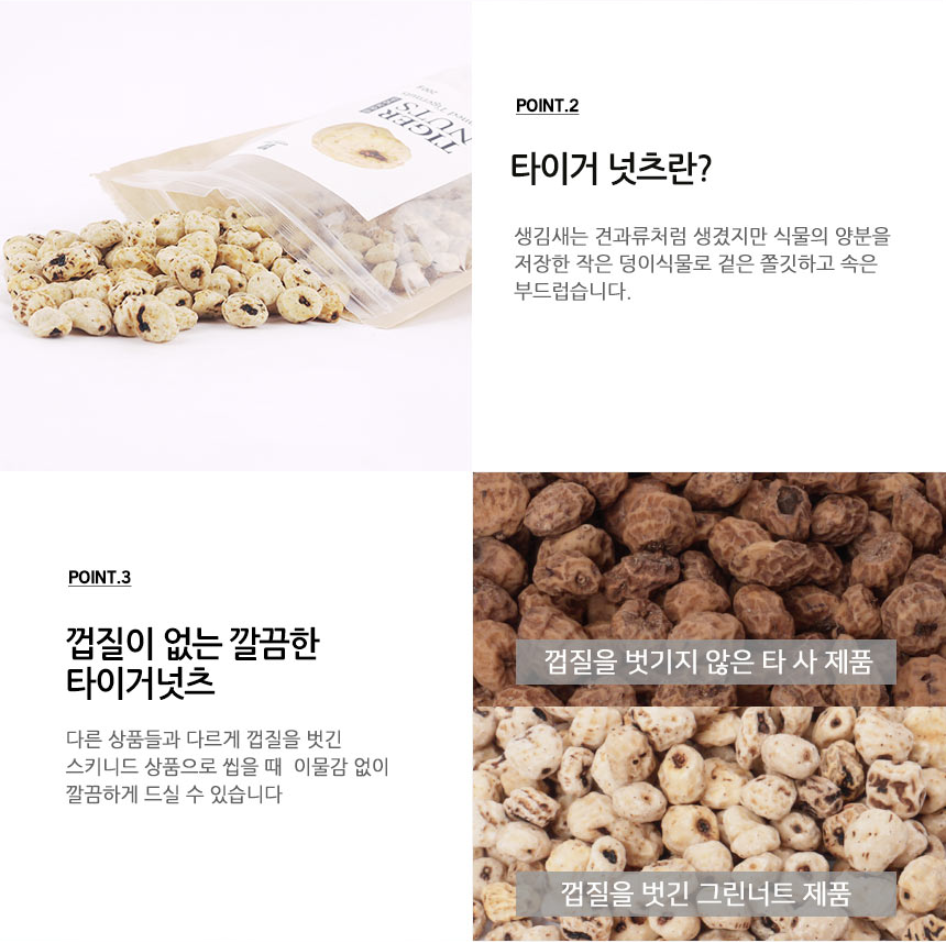 TIGER
NUTS
POINT.2
타이거 넛츠란?
생김새는 견과류처럼 생겼지만 식물의 양분을
저장한 작은 덩이식물로 겉은 쫄깃하고 속은
부드럽습니다.
POINT.3
껍질이 없는 깔끔한
타이거넛츠
다른 상품들과 다르게 껍질을 벗긴
스키니드 상품으로 씹을 때 이물감 없이
깔끔하게 드실 수 있습니다
껍질을 벗기지 않은 타 사 제품
껍질을 벗긴 그린너트 제품